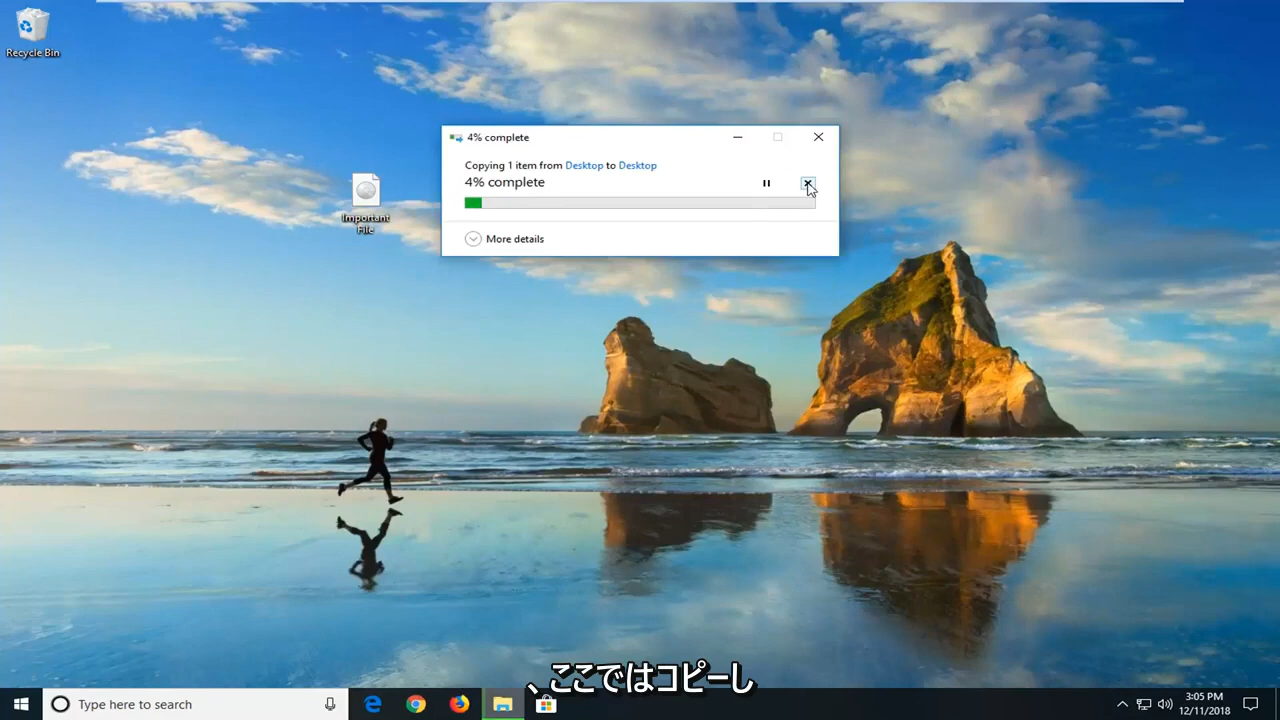 Recycle Bin
Important
File
4% complete
Copying 1 item from Desktop to Desktop
4% complete
More details
、ここではコピーし
Type here to search
3:05 PM
12/11/2018